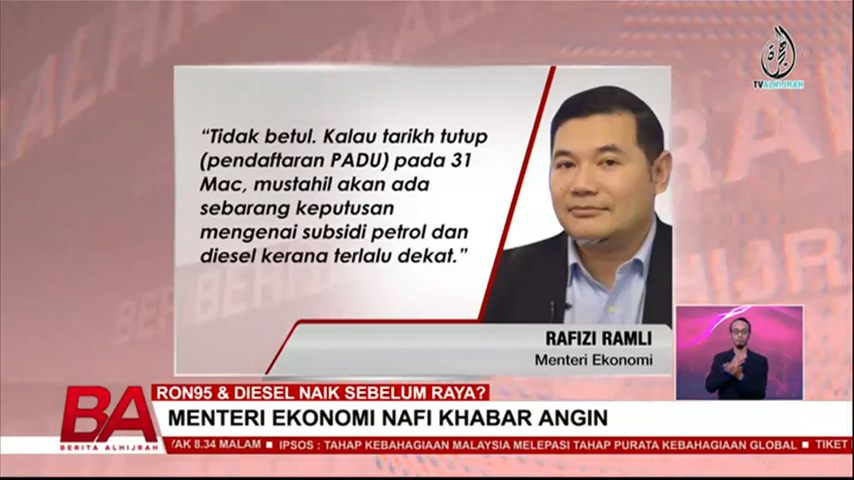 TVALHIJRAH
“Tidak betul. Kalau tarikh tutup
(pendaftaran PADU) pada 31
Mac, mustahil akan ada
sebarang keputusan
mengenai subsidi petrol dan
diesel kerana terlalu dekat.”
RAFIZI RAMLI
Menteri Ekonomi
RON95 & DIESEL NAIK SEBELUM RAYA?
BA
BERITA ALHIJRAH
MENTERI EKONOMI NAFI KHABAR ANGIN
YAK 8.34 MALAM IPSOS : TAHAP KEBAHAGIAAN MALAYSIA MELEPASI TAHAP PURATA KEBAHAGIAAN GLOBAL TIKET